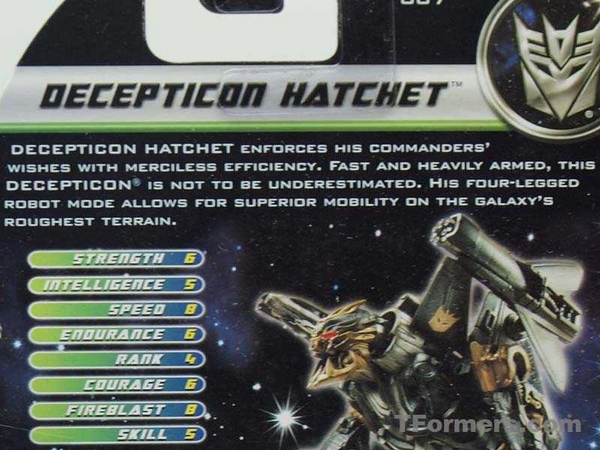 DECEPTICON HATCHET™
DECEPTICON HATCHET ENFORCES HIS COMMANDERS'
WISHES WITH MERCILESS EFFICIENCY. FAST AND HEAVILY ARMED, THIS
DECEPTICON® IS NOT TO BE UNDERESTIMATED. HIS FOUR-LEGGED
ROBOT MODE ALLOWS FOR SUPERIOR MOBILITY ON THE GALAXY'S
ROUGHEST TERRAIN.
STRENGTH 6
INTELLIGENCE 5
SPEED 8
ENDURANCE 6
RANK 4
COURAGE 6
FIREBLAST 8
SKILL 5
®
TFormers.com